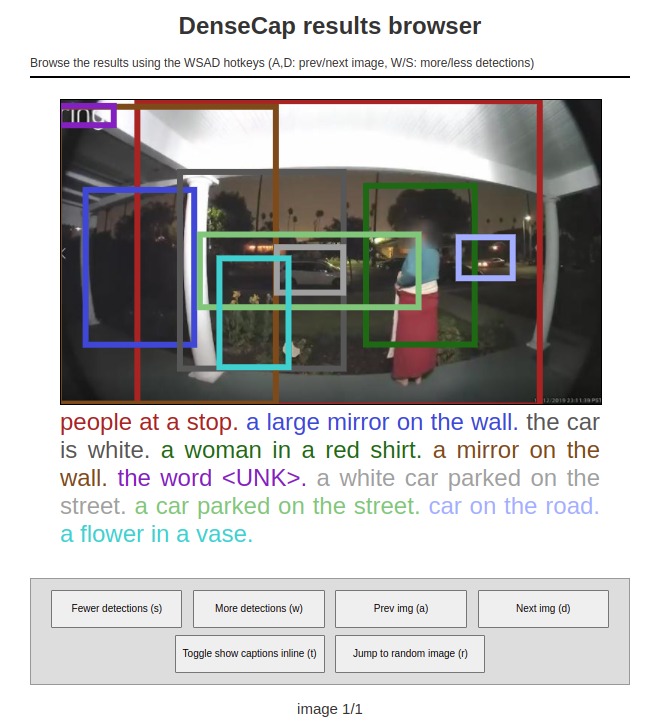 DenseCap results browser
Browse the results using the WSAD hotkeys (A,D: prev/next image, W/S: more/less detections)
people at a stop. a large mirror on the wall. the car
is white. a woman in a red shirt. a mirror on the
wall. the word <UNK>. a white car parked on the
street. a car parked on the street. car on the road.
a flower in a vase.
Fewer detections (s)
More detections (w)
Prev img (a)
Next img (d)
Toggle show captions inline (t)
Jump to random image (r)
image 1/1